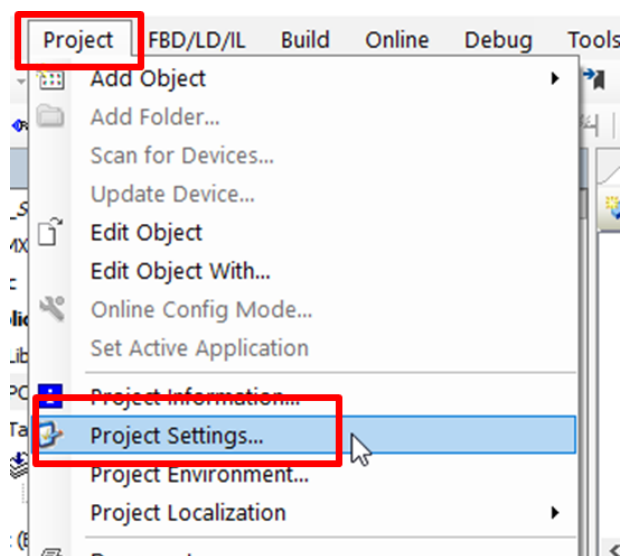 Project FBD/LD/IL Build Online Debug Tools
Add Object
Add Folder...
Scan for Devices...
Update Device...
Edit Object
Edit Object With...
Online Config Mode...
Set Active Application
Project Information...
Project Settings...
Project Environment...
Project Localization